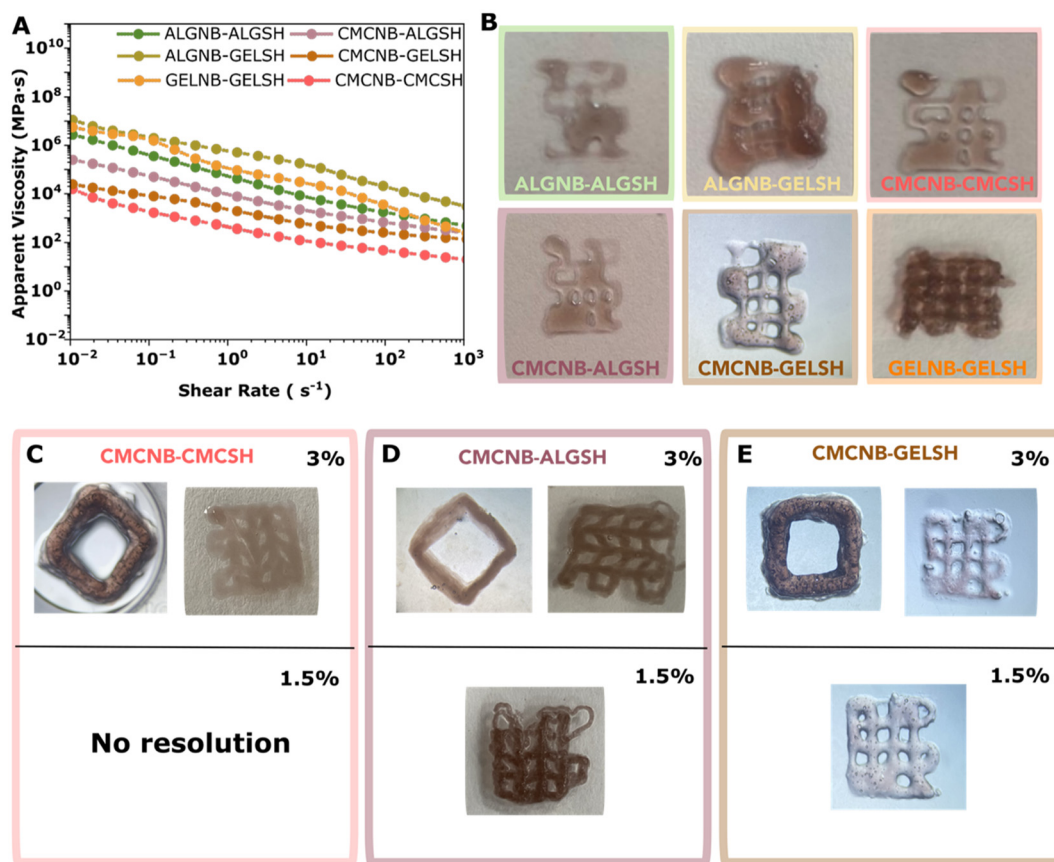 A
ALGNB-ALGSH CMCNB-ALGSH
ALGNB-GELSH CMCNB-GELSH
GELNB-GELSH CMCNB-CMCSH
Apparent Viscosity (MPa·s)
10¹⁰
10⁸
10⁶
10⁴
10²
10⁰
10⁻²
10⁻² 10⁻¹ 10⁰ 10¹ 10² 10³
Shear Rate ( s⁻¹)
B
ALGNB-ALGSH ALGNB-GELSH CMCNB-CMCSH
CMCNB-ALGSH CMCNB-GELSH GELNB-GELSH
C
CMCNB-CMCSH 3%
1.5%
No resolution
D
CMCNB-ALGSH 3%
1.5%
E
CMCNB-GELSH 3%
1.5%